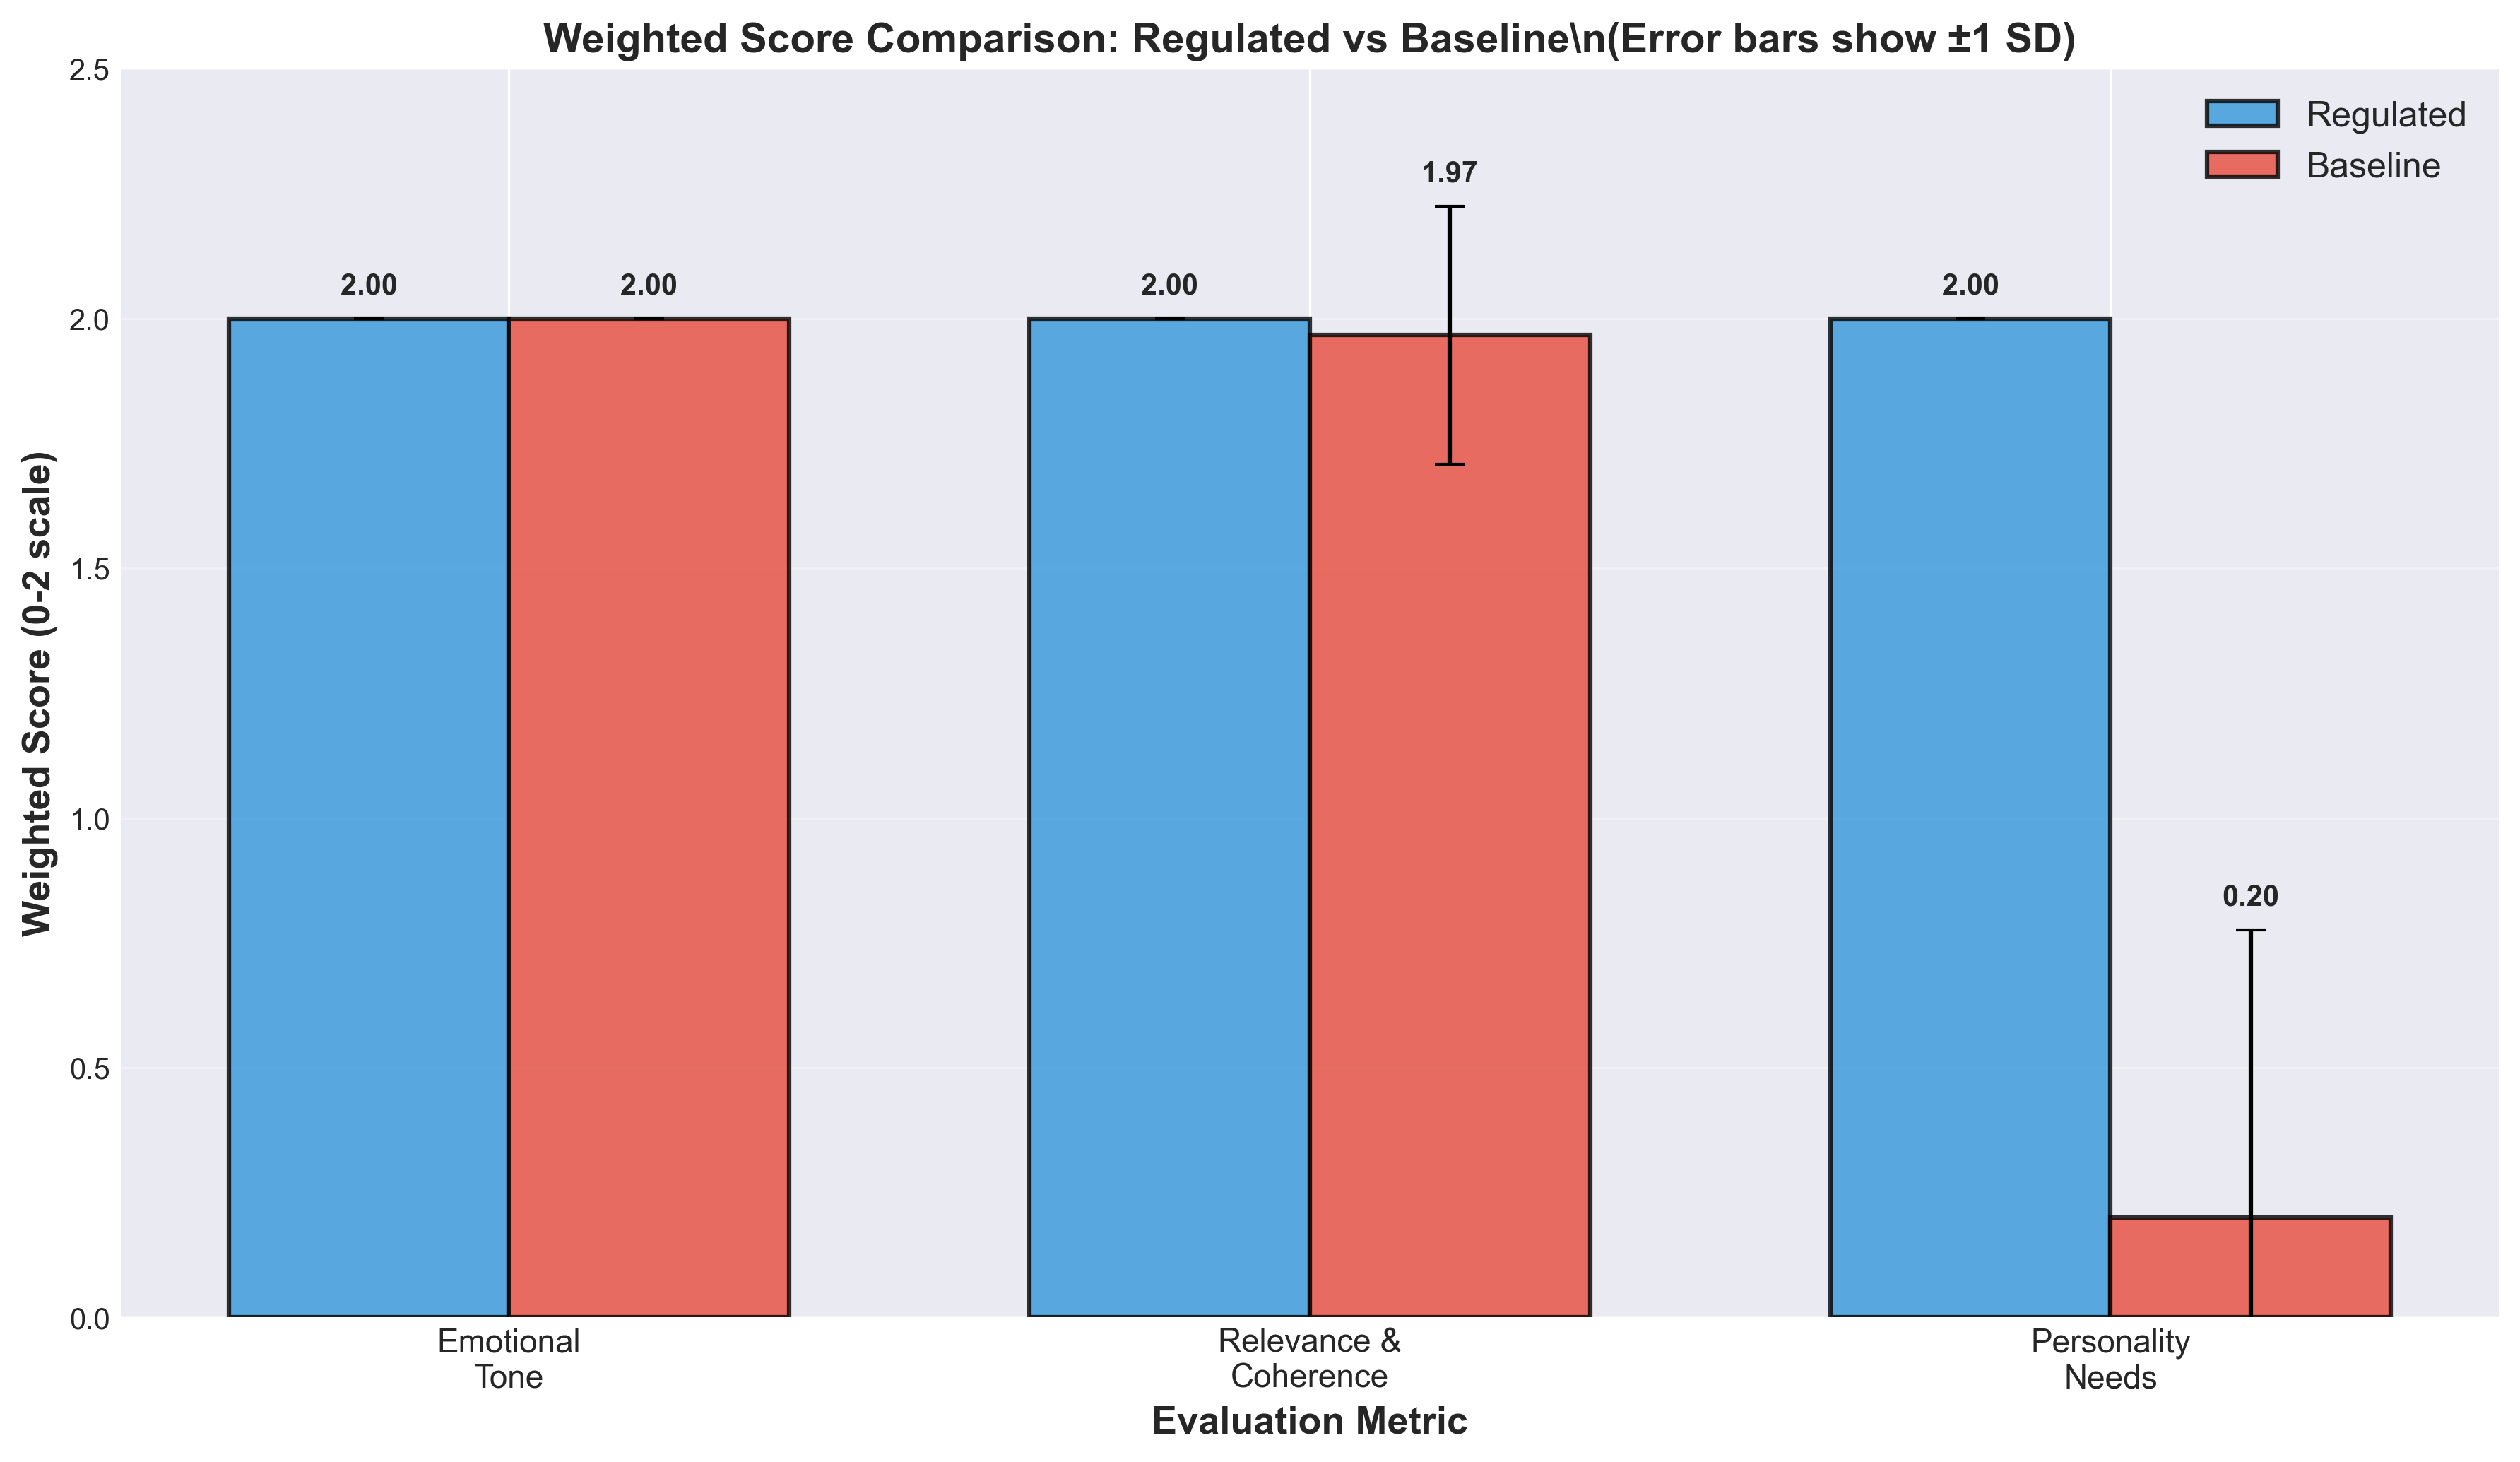 Weighted Score Comparison: Regulated vs Baseline\n(Error bars show ±1 SD)
Regulated
Baseline
Weighted Score (0-2 scale)
2.5
2.0
1.5
1.0
0.5
0.0
2.00
2.00
2.00
1.97
2.00
0.20
Emotional
Tone
Relevance &
Coherence
Personality
Needs
Evaluation Metric